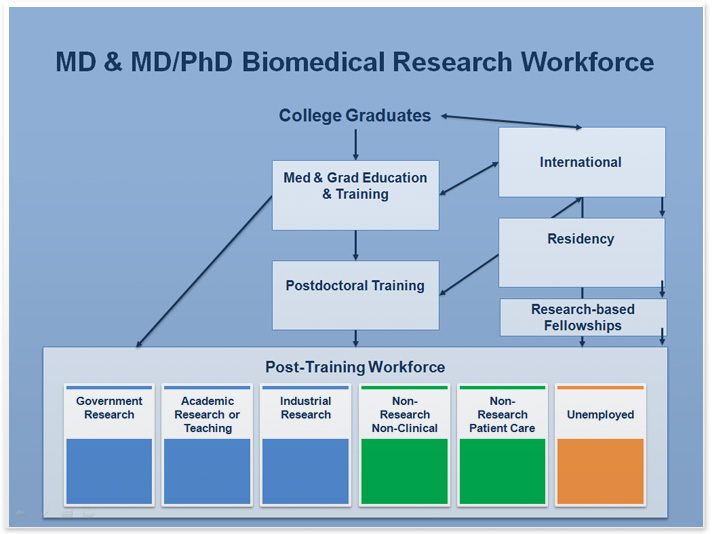 MD & MD/PhD Biomedical Research Workforce
College Graduates
International
Med & Grad Education
& Training
Residency
Postdoctoral Training
Research-based
Fellowships
Post-Training Workforce
Government
Research
Academic
Research or
Teaching
Industrial
Research
Non-
Research
Non-Clinical
Non-
Research
Patient Care
Unemployed